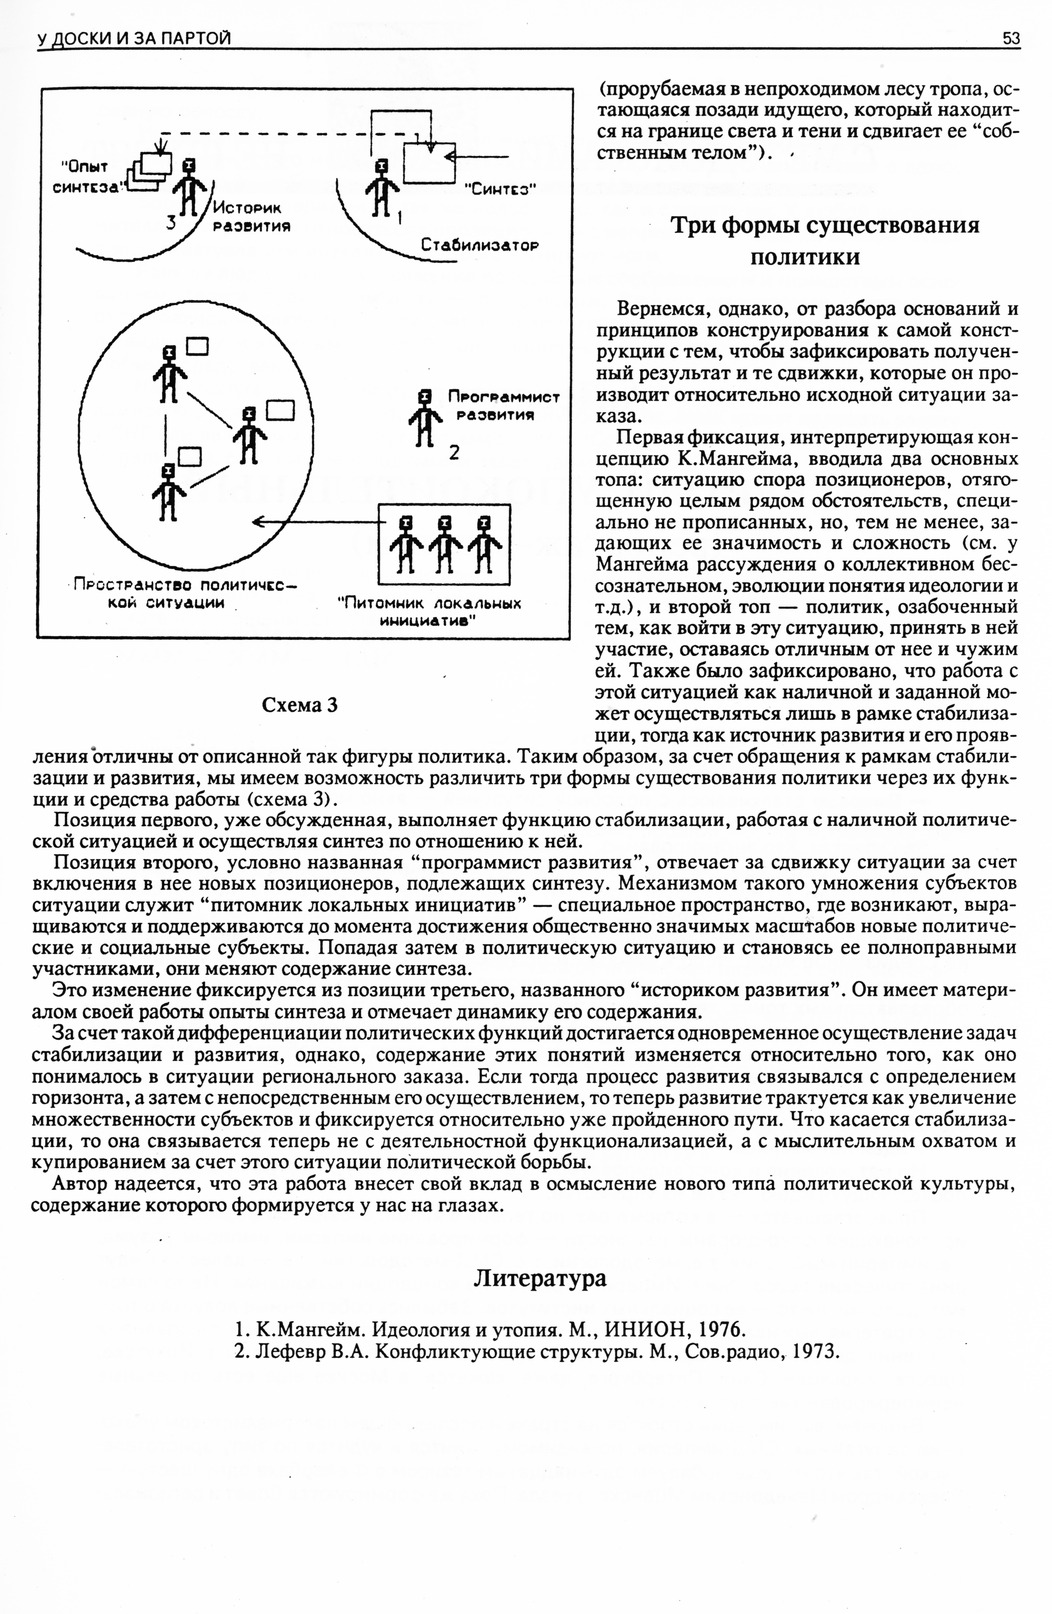 У ДОСКИ И ЗА ПАРТОЙ
53
"Опыт
синтеза"
3
Историк
развития
1
"Синтез"
Стабилизатор
Программист
развития
2
Пространство политичес-
кой ситуации
"Питомник локальных
инициатив"
Схема 3
(прорубаемая в непроходимом лесу тропа, ос-
тающаяся позади идущего, который находит-
ся на границе света и тени и сдвигает ее “соб-
ственным телом”).
Три формы существования
политики
Вернемся, однако, от разбора оснований и
принципов конструирования к самой конст-
рукции с тем, чтобы зафиксировать получен-
ный результат и те сдвижки, которые он про-
изводит относительно исходной ситуации за-
каза.
Первая фиксация, интерпретирующая кон-
цепцию К.Мангейма, вводила два основных
топа: ситуацию спора позиционеров, отяго-
щенную целым рядом обстоятельств, специ-
ально не прописанных, но, тем не менее, за-
дающих ее значимость и сложность (см. у
Мангейма рассуждения о коллективном бес-
сознательном, эволюции понятия идеологии и
т.д.), и второй топ — политик, озабоченный
тем, как войти в эту ситуацию, принять в ней
участие, оставаясь отличным от нее и чужим
ей. Также было зафиксировано, что работа с
этой ситуацией как наличной и заданной мо-
жет осуществляться лишь в рамке стабилиза-
ции, тогда как источник развития и его прояв-
ления отличны от описанной так фигуры политика. Таким образом, за счет обращения к рамкам стабили-
зации и развития, мы имеем возможность различить три формы существования политики через их функ-
ции и средства работы (схема 3).
Позиция первого, уже обсужденная, выполняет функцию стабилизации, работая с наличной политиче-
ской ситуацией и осуществляя синтез по отношению к ней.
Позиция второго, условно названная “программист развития”, отвечает за сдвижку ситуации за счет
включения в нее новых позиционеров, подлежащих синтезу. Механизмом такого умножения субъектов
ситуации служит “питомник локальных инициатив” — специальное пространство, где возникают, выра-
щиваются и поддерживаются до момента достижения общественно значимых масштабов новые политиче-
ские и социальные субъекты. Попадая затем в политическую ситуацию и становясь ее полноправными
участниками, они меняют содержание синтеза.
Это изменение фиксируется из позиции третьего, названного “историком развития”. Он имеет матери-
алом своей работы опыты синтеза и отмечает динамику его содержания.
За счет такой дифференциации политических функций достигается одновременное осуществление задач
стабилизации и развития, однако, содержание этих понятий изменяется относительно того, как оно
понималось в ситуации регионального заказа. Если тогда процесс развития связывался с определением
горизонта, а затем с непосредственным его осуществлением, то теперь развитие трактуется как увеличение
множественности субъектов и фиксируется относительно уже пройденного пути. Что касается стабилиза-
ции, то она связывается теперь не с деятельностной функционализацией, а с мыслительным охватом и
купированием за счет этого ситуации политической борьбы.
Автор надеется, что эта работа внесет свой вклад в осмысление нового типа политической культуры,
содержание которого формируется у нас на глазах.
Литература
1. К.Мангейм. Идеология и утопия. М., ИНИОН, 1976.
2. Лефевр В.А. Конфликтующие структуры. М., Сов.радио, 1973.